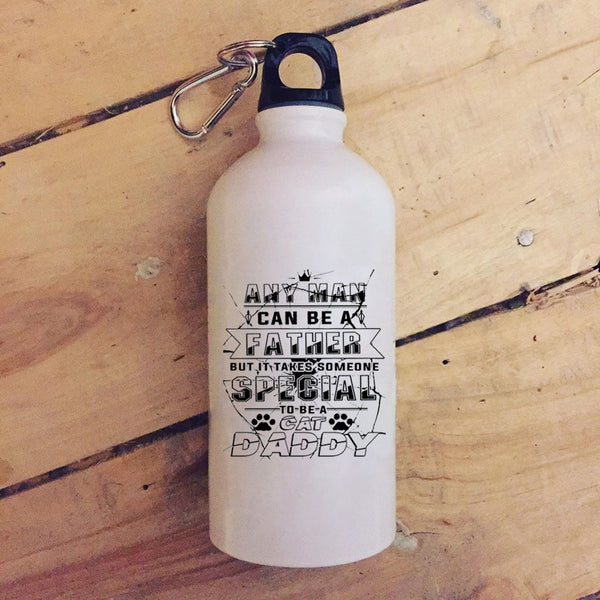 ANY MAN
CAN BE A
FATHER
BUT IT TAKES SOMEONE
SPECIAL
TO BE A
CAT
DADDY